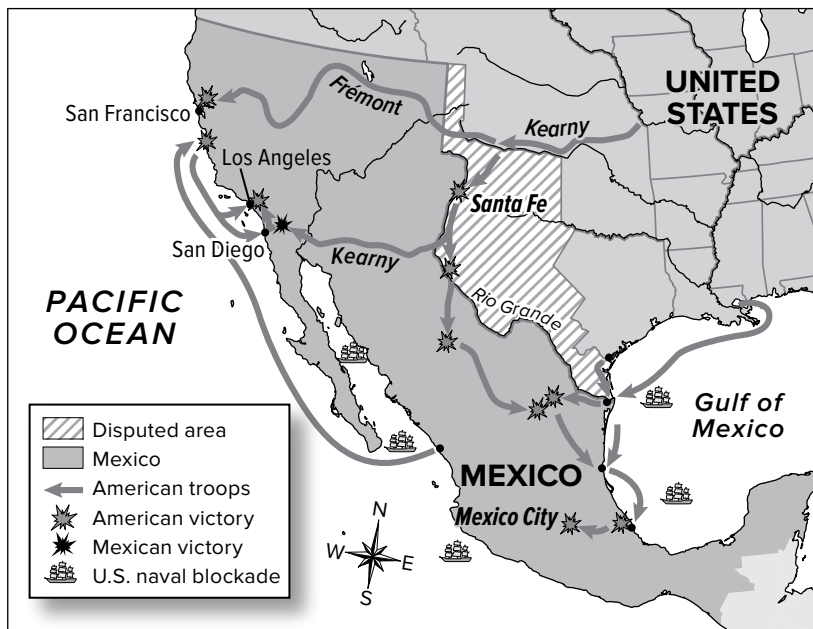 UNITED
STATES
Frémont
Kearny
San Francisco
Los Angeles
Santa Fe
San Diego
Kearny
Rio Grande
PACIFIC
OCEAN
Gulf of
Mexico
MEXICO
Mexico City
Disputed area
Mexico
American troops
American victory
Mexican victory
U.S. naval blockade
N
W
E
S